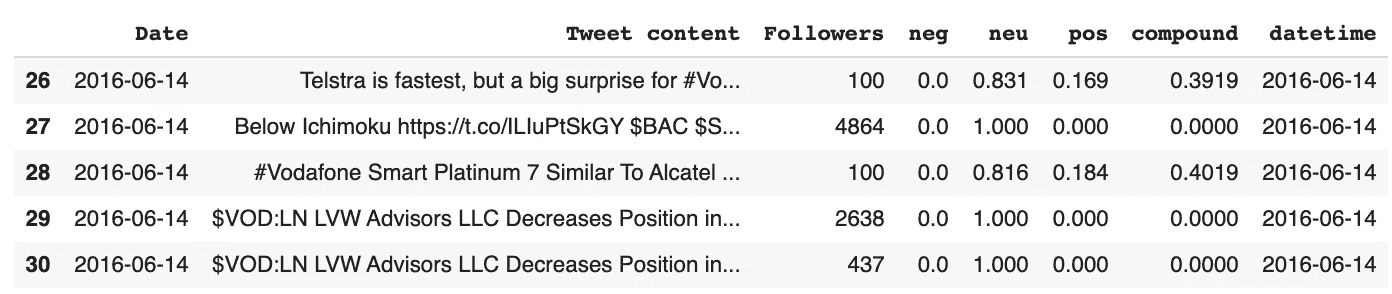 Date Tweet content Followers neg neu pos compound datetime
26 2016-06-14 Telstra is fastest, but a big surprise for #Vo... 100 0.0 0.831 0.169 0.3919 2016-06-14
27 2016-06-14 Below Ichimoku https://t.co/ILIuPtSkGY $BAC $S... 4864 0.0 1.000 0.000 0.0000 2016-06-14
28 2016-06-14 #Vodafone Smart Platinum 7 Similar To Alcatel ... 100 0.0 0.816 0.184 0.4019 2016-06-14
29 2016-06-14 $VOD:LN LVW Advisors LLC Decreases Position in... 2638 0.0 1.000 0.000 0.0000 2016-06-14
30 2016-06-14 $VOD:LN LVW Advisors LLC Decreases Position in... 437 0.0 1.000 0.000 0.0000 2016-06-14